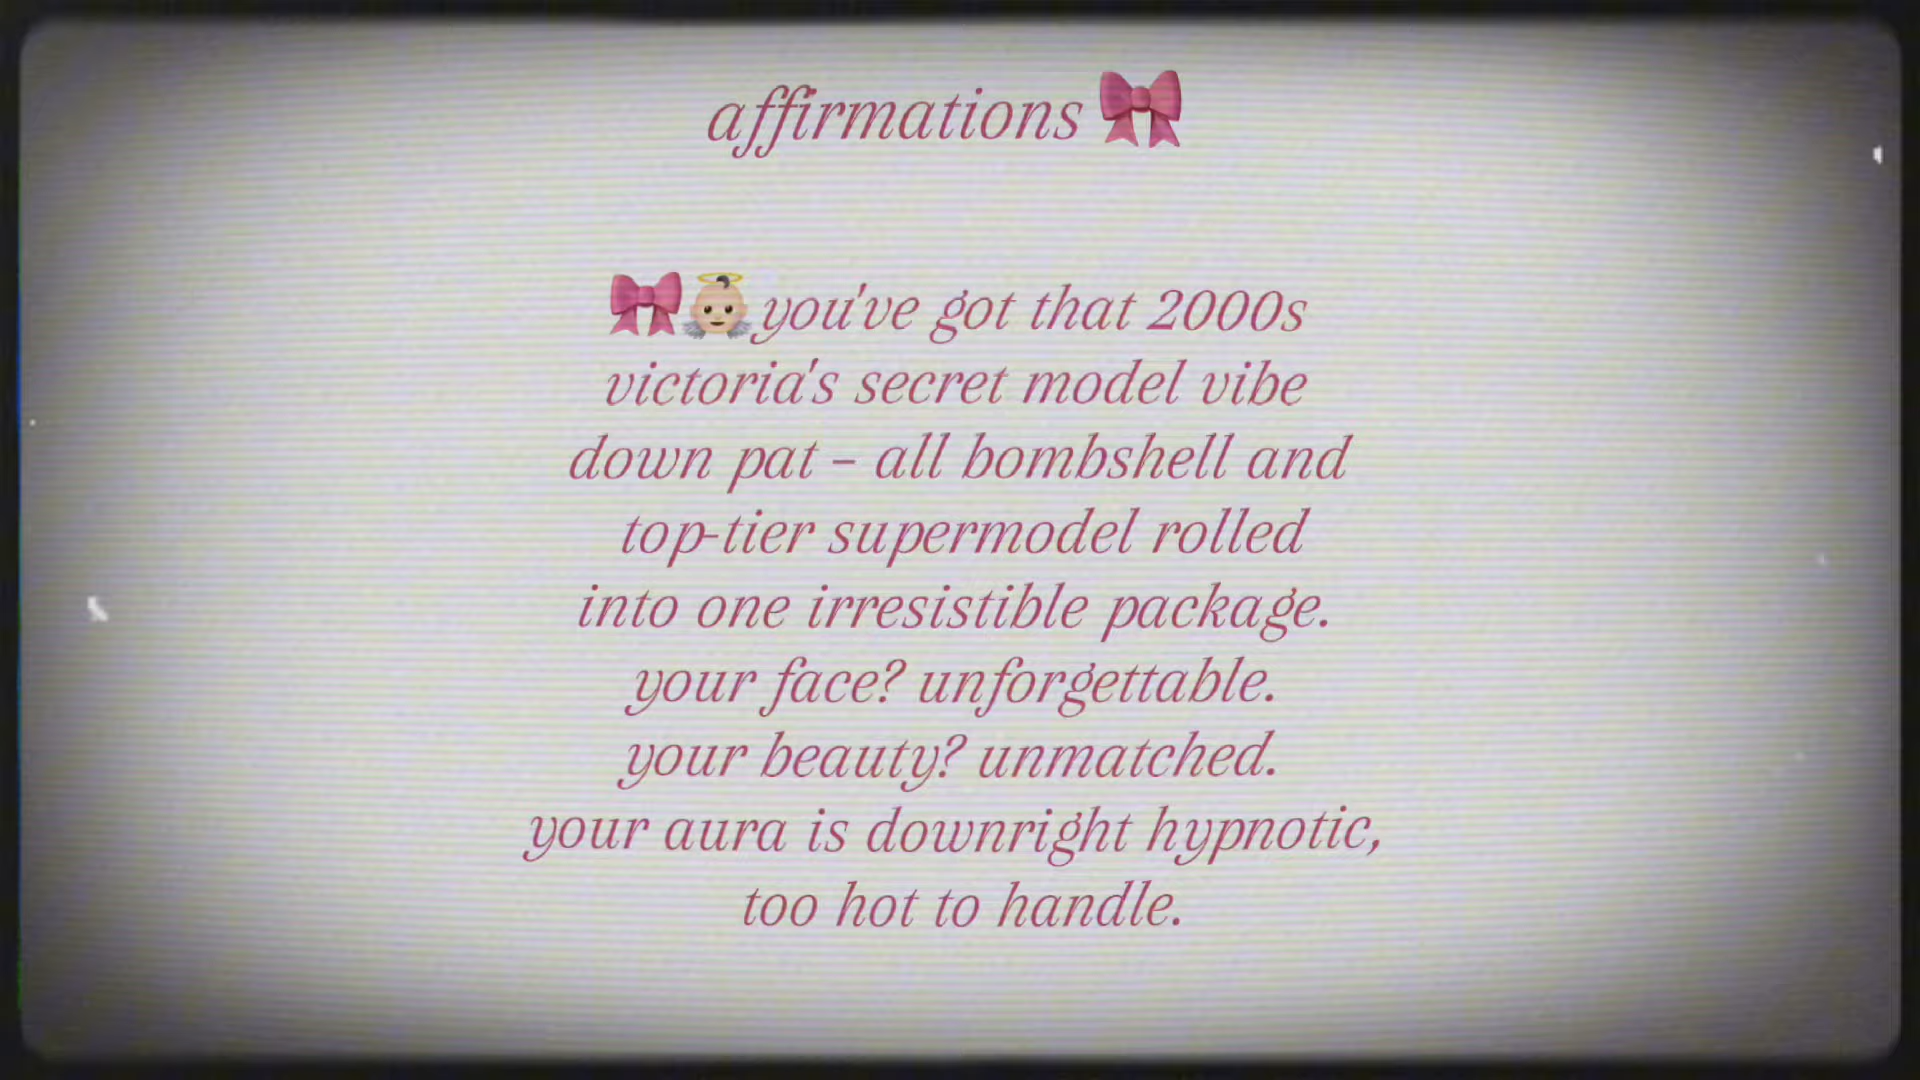 affirmations 🎀
🎀👼🏻you've got that 2000s
victoria's secret model vibe
down pat – all bombshell and
top-tier supermodel rolled
into one irresistible package.
your face? unforgettable.
your beauty? unmatched.
your aura is downright hypnotic,
too hot to handle.